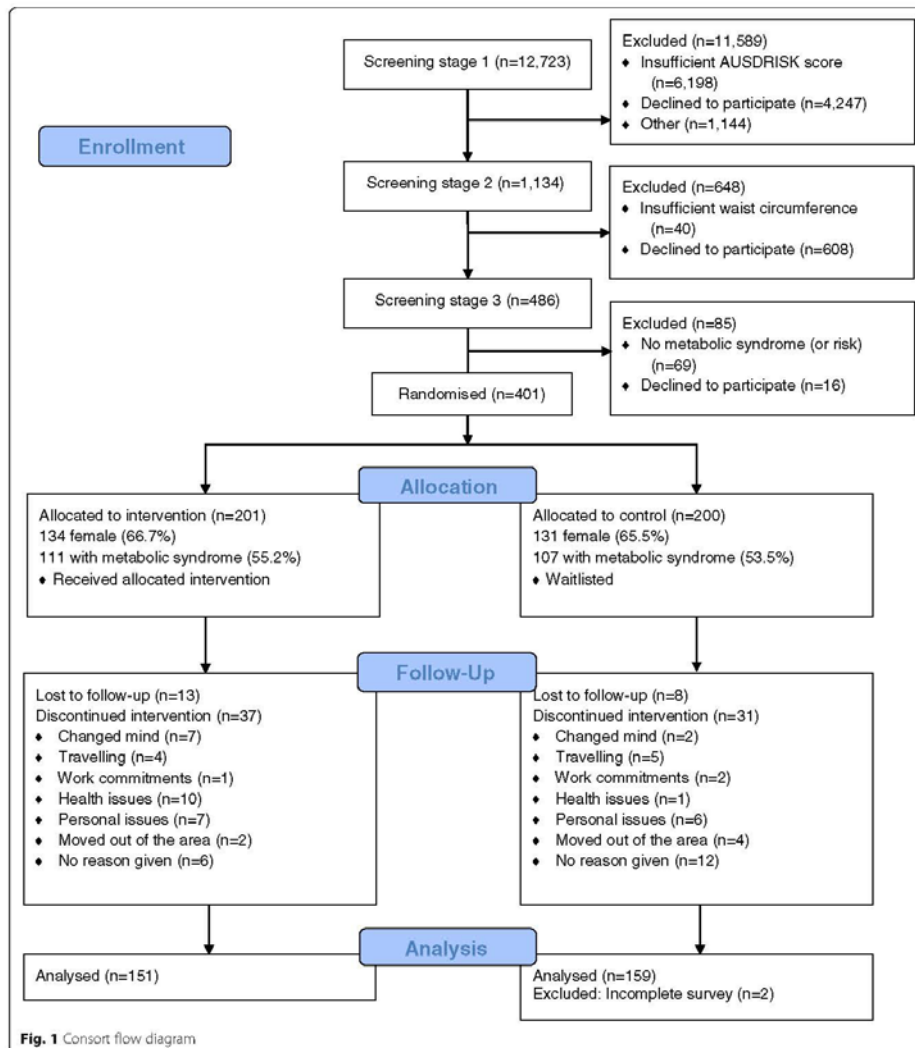 Screening stage 1 (n=12,723)
Excluded (n=11,589)
♦ Insufficient AUSDRISK score
(n=6,198)
♦ Declined to participate (n=4,247)
♦ Other (n=1,144)
Enrollment
Screening stage 2 (n=1,134)
Excluded (n=648)
♦ Insufficient waist circumference
(n=40)
♦ Declined to participate (n=608)
Screening stage 3 (n=486)
Excluded (n=85)
♦ No metabolic syndrome (or risk)
(n=69)
♦ Declined to participate (n=16)
Randomised (n=401)
Allocation
Allocated to intervention (n=201)
134 female (66.7%)
111 with metabolic syndrome (55.2%)
♦ Received allocated intervention
Allocated to control (n=200)
131 female (65.5%)
107 with metabolic syndrome (53.5%)
♦ Waitlisted
Follow-Up
Lost to follow-up (n=13)
Discontinued intervention (n=37)
♦ Changed mind (n=7)
♦ Travelling (n=4)
♦ Work commitments (n=1)
♦ Health issues (n=10)
♦ Personal issues (n=7)
♦ Moved out of the area (n=2)
♦ No reason given (n=6)
Lost to follow-up (n=8)
Discontinued intervention (n=31)
♦ Changed mind (n=2)
♦ Travelling (n=5)
♦ Work commitments (n=2)
♦ Health issues (n=1)
♦ Personal issues (n=6)
♦ Moved out of the area (n=4)
♦ No reason given (n=12)
Analysis
Analysed (n=151)
Analysed (n=159)
Excluded: Incomplete survey (n=2)
Fig. 1 Consort flow diagram